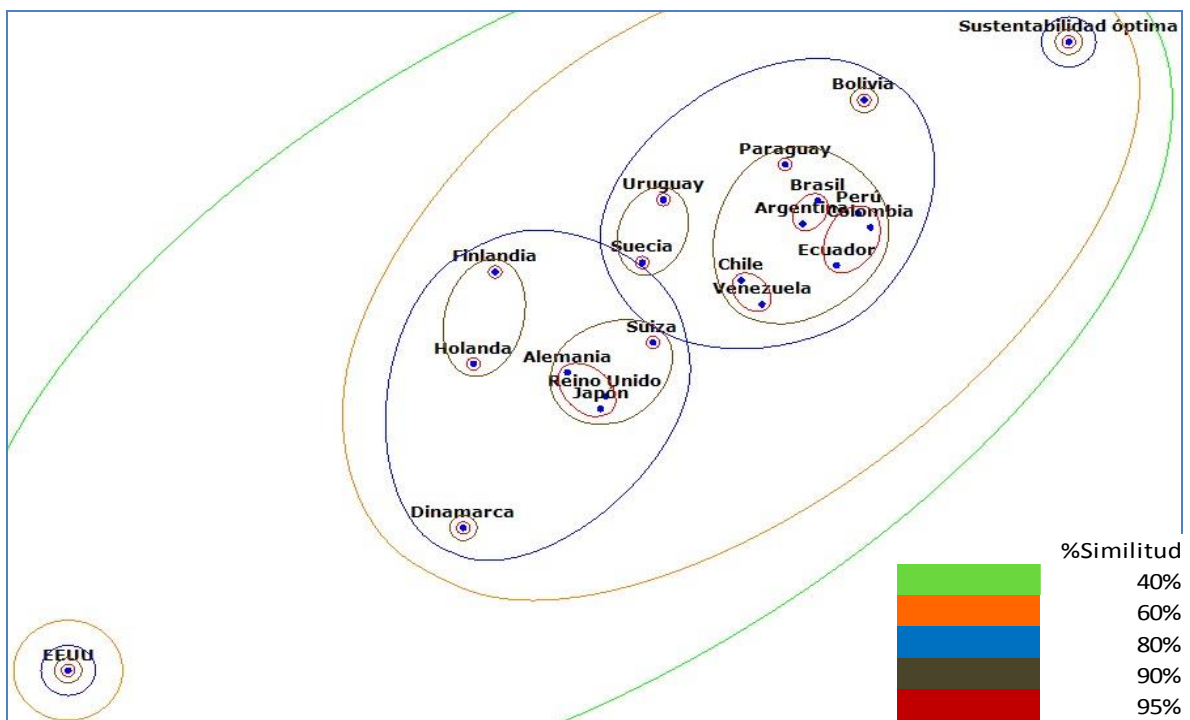 Sustentabilidad óptima
Bolivia
Paraguay
Uruguay
Brasil
Perú
Argentina
Colombia
Suecia
Ecuador
Finlandia
Chile
Venezuela
Suiza
Holanda
Alemania
Reino Unido
Japón
Dinamarca
EEUU
%Similitud
40%
60%
80%
90%
95%